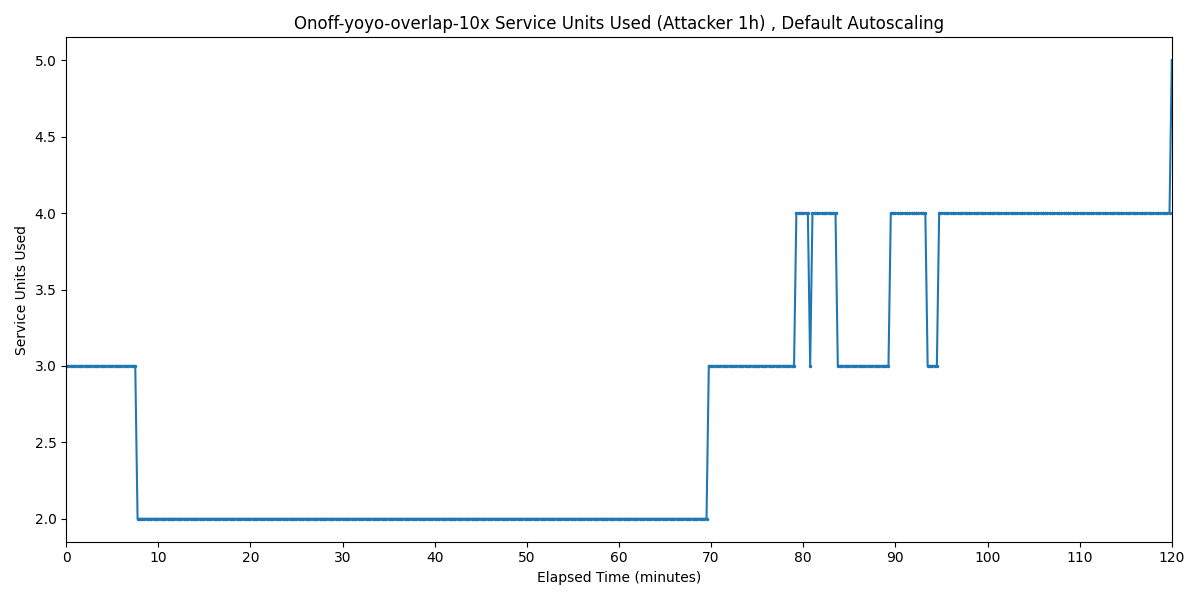 Onoff-yoyo-overlap-10x Service Units Used (Attacker 1h) , Default Autoscaling
5.0
4.5
4.0
3.5
3.0
2.5
2.0
Service Units Used
0 10 20 30 40 50 60 70 80 90 100 110 120
Elapsed Time (minutes)